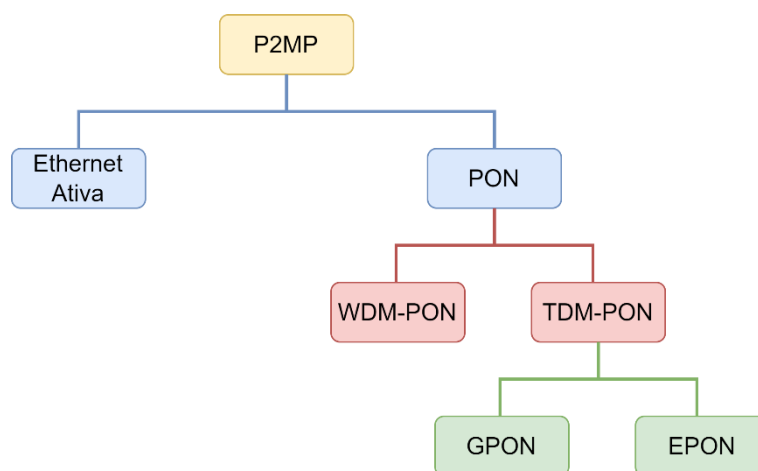 P2MP
Ethernet
Ativa
PON
WDM-PON
TDM-PON
GPON
EPON